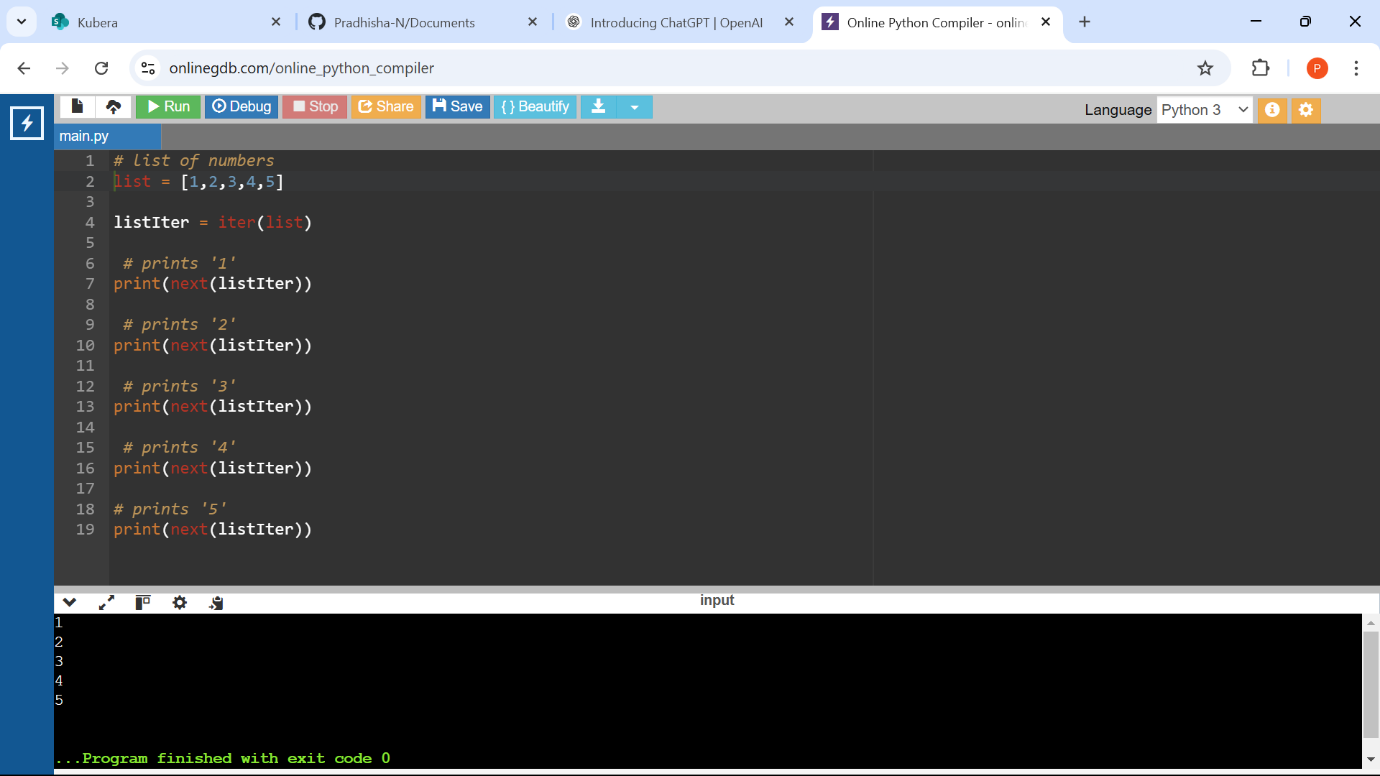 Kubera
Pradhisha-N/Documents
Introducing ChatGPT | OpenAI
Online Python Compiler - onlin
onlinegdb.com/online_python_compiler
P
Run Debug Stop Share Save { } Beautify
Language Python 3
main.py
1 # list of numbers
2 list = [1,2,3,4,5]
3
4 listIter = iter(list)
5
6 # prints '1'
7 print(next(listIter))
8
9 # prints '2'
10 print(next(listIter))
11
12 # prints '3'
13 print(next(listIter))
14
15 # prints '4'
16 print(next(listIter))
17
18 # prints '5'
19 print(next(listIter))
input
1
2
3
4
5
...Program finished with exit code 0